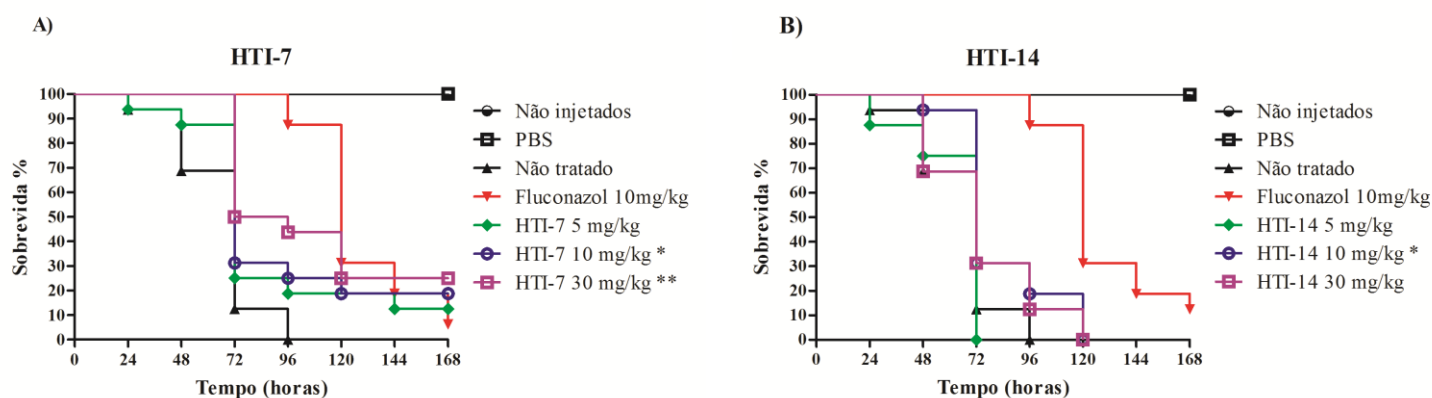 A)
HTI-7
Sobrevida %
100
90
80
70
60
50
40
30
20
10
0
0 24 48 72 96 120 144 168
Tempo (horas)
Não injetados
PBS
Não tratado
Fluconazol 10mg/kg
HTI-7 5 mg/kg
HTI-7 10 mg/kg *
HTI-7 30 mg/kg **
B)
HTI-14
Sobrevida %
100
90
80
70
60
50
40
30
20
10
0
0 24 48 72 96 120 144 168
Tempo (horas)
Não injetados
PBS
Não tratado
Fluconazol 10mg/kg
HTI-14 5 mg/kg
HTI-14 10 mg/kg *
HTI-14 30 mg/kg